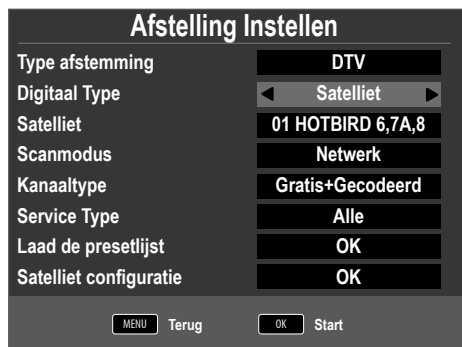 Afstelling Instellen
Type afstemming DTV
Digitaal Type Satelliet
Satelliet 01 HOTBIRD 6,7A,8
Scanmodus Netwerk
Kanaaltype Gratis+Gecodeerd
Service Type Alle
Laad de presetlijst OK
Satelliet configuratie OK
MENU Terug OK Start